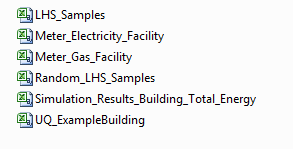 LHS_Samples
Meter_Electricity_Facility
Meter_Gas_Facility
Random_LHS_Samples
Simulation_Results_Building_Total_Energy
UQ_ExampleBuilding